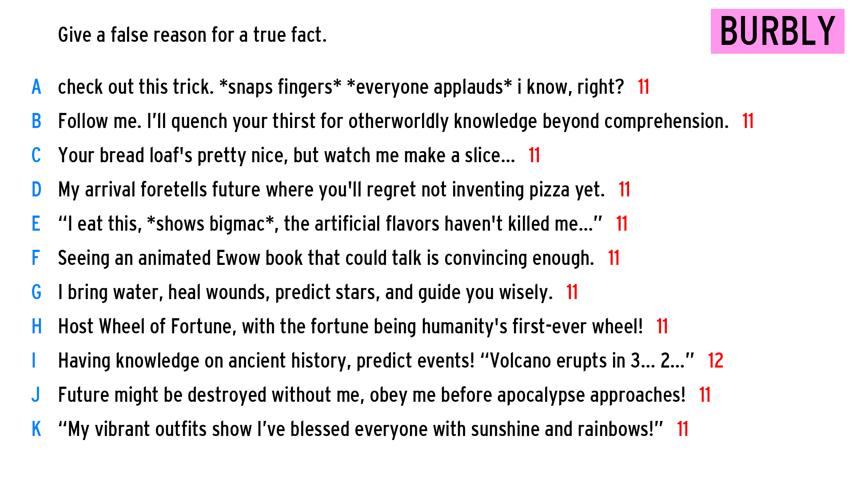 Give a false reason for a true fact.
BURBLY
A check out this trick. *snaps fingers* *everyone applauds* i know, right? 11
B Follow me. I'll quench your thirst for otherworldly knowledge beyond comprehension. 11
C Your bread loaf's pretty nice, but watch me make a slice... 11
D My arrival foretells future where you'll regret not inventing pizza yet. 11
E “I eat this, *shows bigmac*, the artificial flavors haven't killed me...” 11
F Seeing an animated Ewow book that could talk is convincing enough. 11
G I bring water, heal wounds, predict stars, and guide you wisely. 11
H Host Wheel of Fortune, with the fortune being humanity's first-ever wheel! 11
I Having knowledge on ancient history, predict events! “Volcano erupts in 3... 2...” 12
J Future might be destroyed without me, obey me before apocalypse approaches! 11
K “My vibrant outfits show I've blessed everyone with sunshine and rainbows!” 11